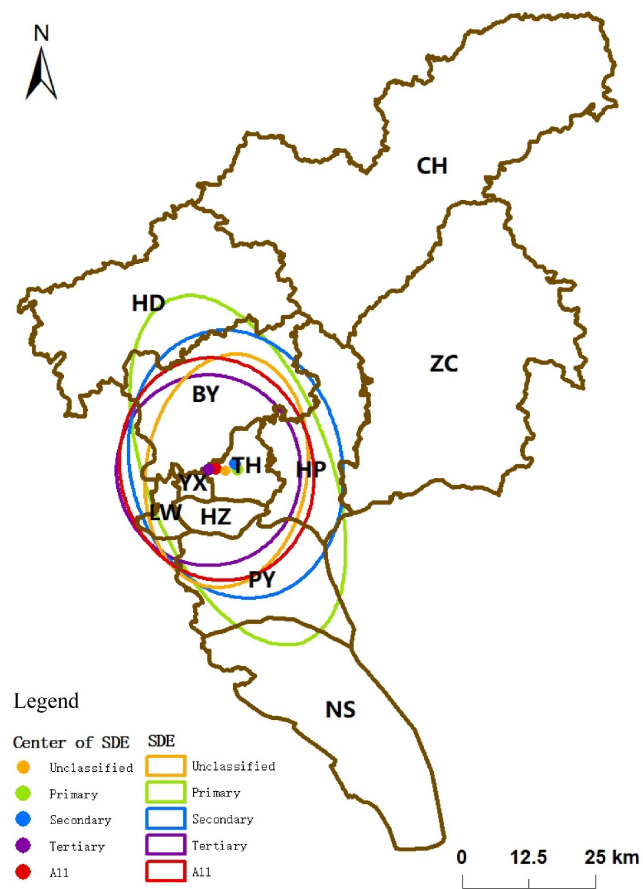 N
CH
HD
ZC
BY
TH
HP
YX
LW
HZ
PY
NS
Legend
Center of SDE SDE
Unclassified Unclassified
Primary Primary
Secondary Secondary
Tertiary Tertiary
All All
0 12.5 25 km